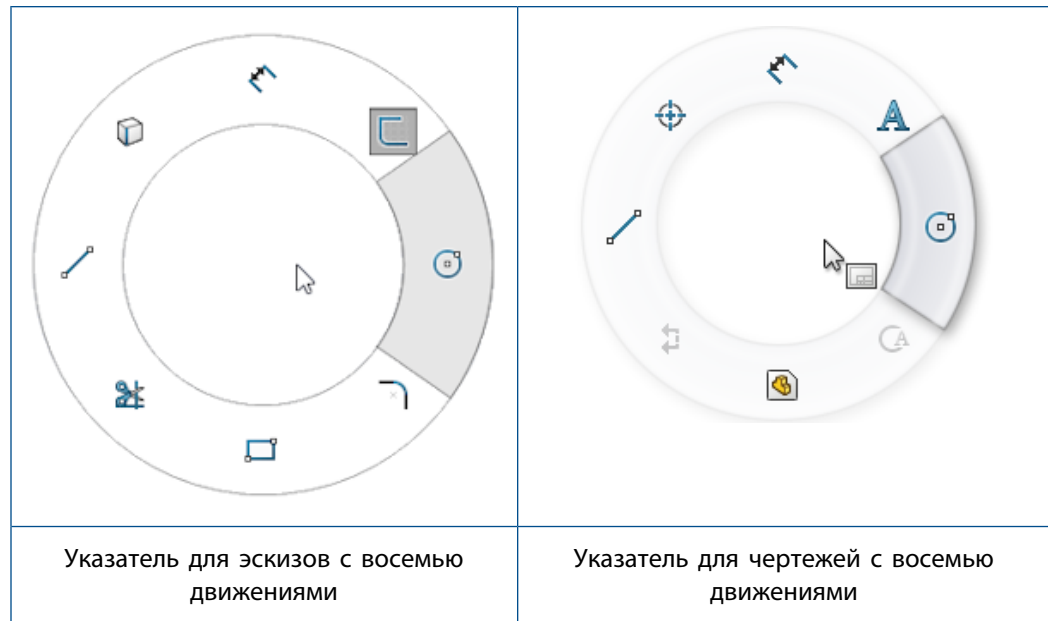 Указатель для эскизов с восемью
движениями
Указатель для чертежей с восемью
движениями